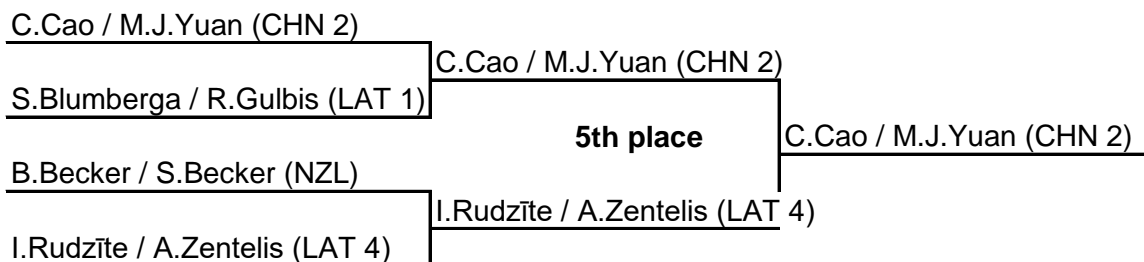 C.Cao / M.J.Yuan (CHN 2)
C.Cao / M.J.Yuan (CHN 2)
S.Blumberga / R.Gulbis (LAT 1)
5th place
C.Cao / M.J.Yuan (CHN 2)
B.Becker / S.Becker (NZL)
I.Rudzīte / A.Zentelis (LAT 4)
I.Rudzīte / A.Zentelis (LAT 4)